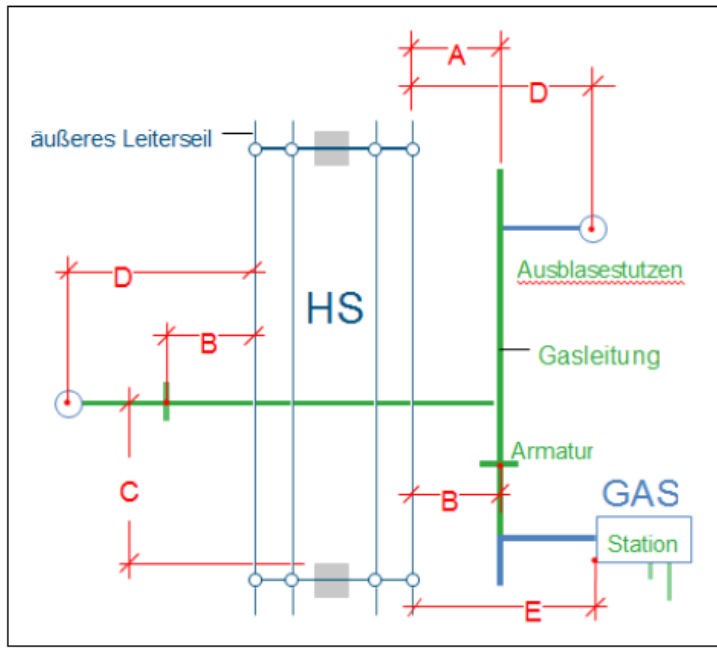 A
D
äußeres Leiterseil
Ausblasestutzen
D
HS
B
Gasleitung
Armatur
C
B
GAS
Station
E